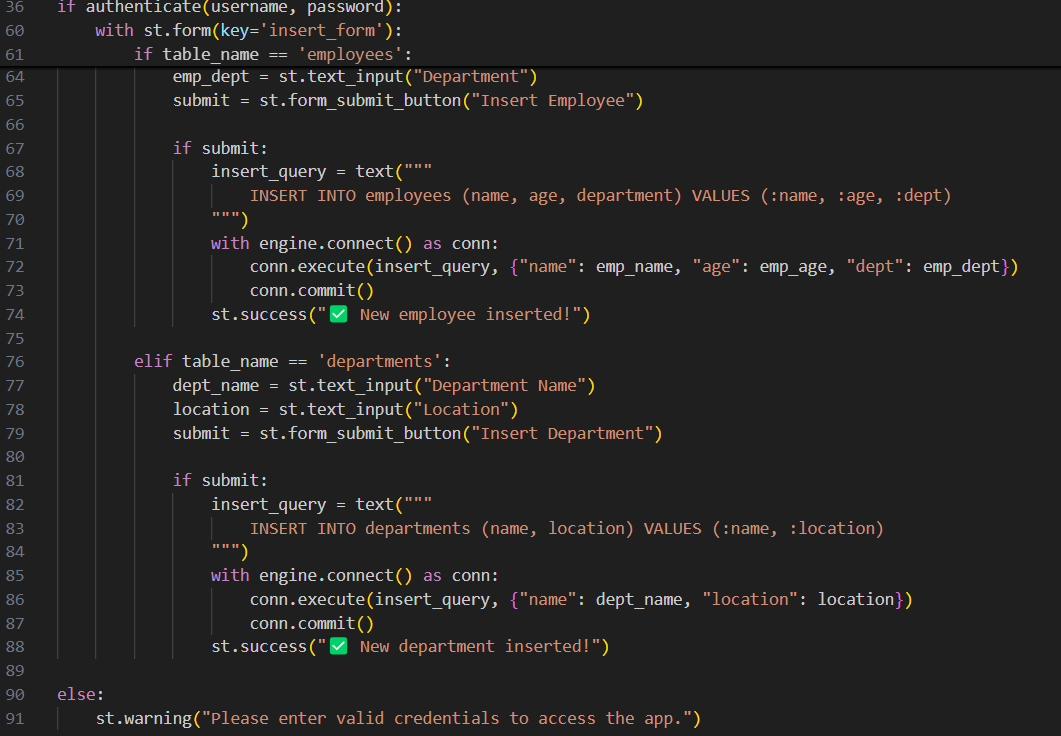 36 if authenticate(username, password):
60 with st.form(key='insert_form'):
61 if table_name == 'employees':
64 emp_dept = st.text_input("Department")
65 submit = st.form_submit_button("Insert Employee")
66
67 if submit:
68 insert_query = text("""
69 INSERT INTO employees (name, age, department) VALUES (:name, :age, :dept)
70 """)
71 with engine.connect() as conn:
72 conn.execute(insert_query, {"name": emp_name, "age": emp_age, "dept": emp_dept})
73 conn.commit()
74 st.success("✅ New employee inserted!")
75
76 elif table_name == 'departments':
77 dept_name = st.text_input("Department Name")
78 location = st.text_input("Location")
79 submit = st.form_submit_button("Insert Department")
80
81 if submit:
82 insert_query = text("""
83 INSERT INTO departments (name, location) VALUES (:name, :location)
84 """)
85 with engine.connect() as conn:
86 conn.execute(insert_query, {"name": dept_name, "location": location})
87 conn.commit()
88 st.success("✅ New department inserted!")
89
90 else:
91 st.warning("Please enter valid credentials to access the app.")